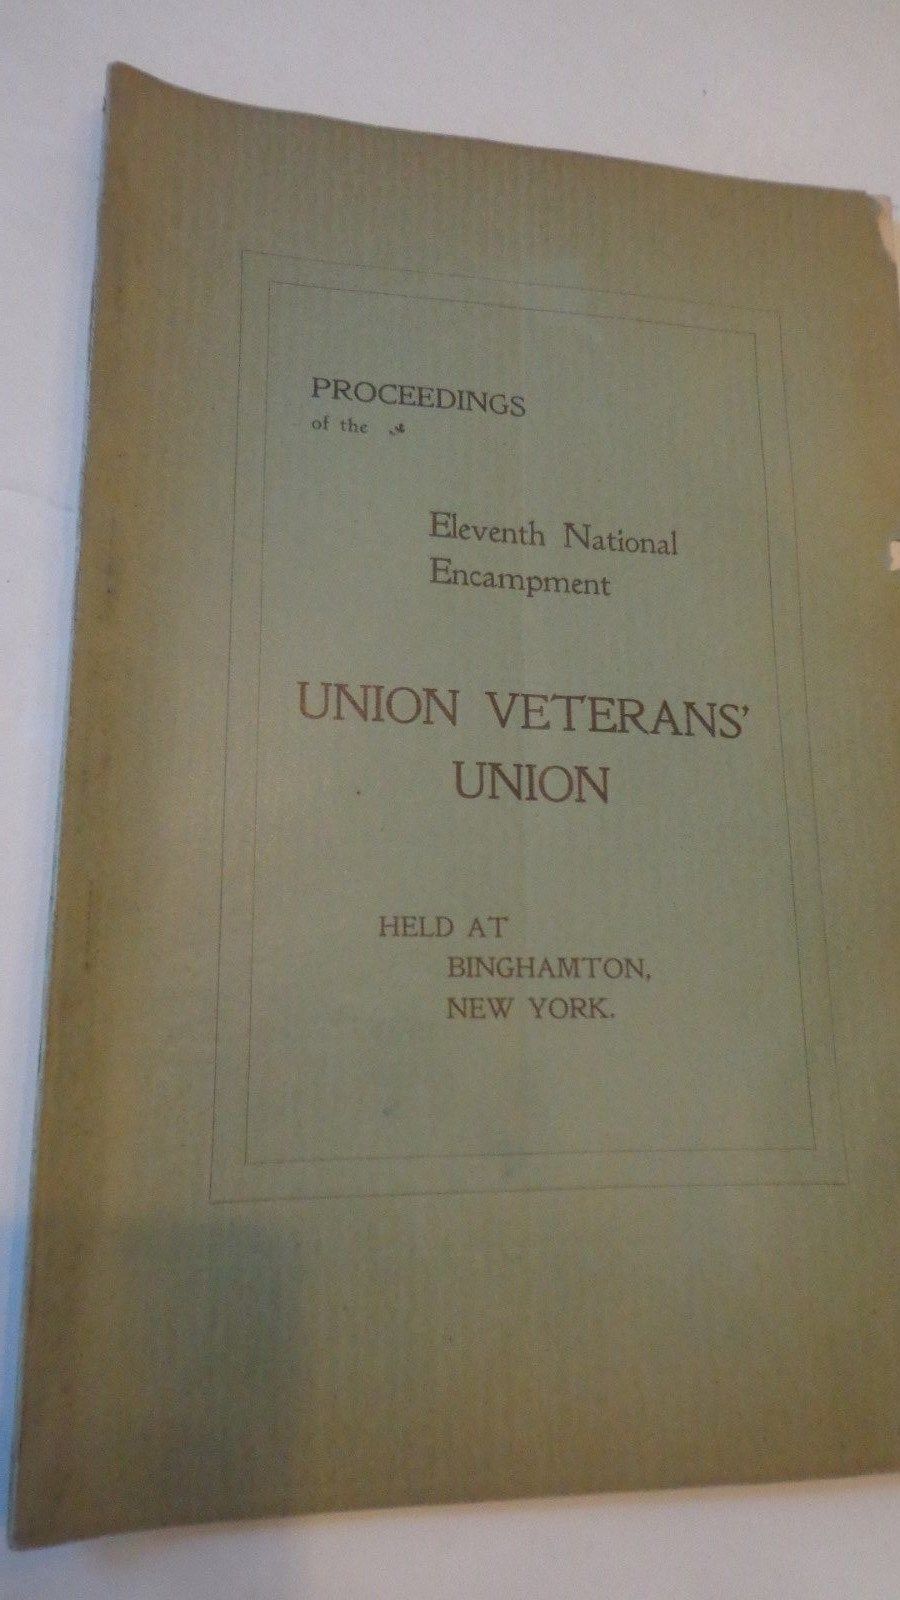 PROCEEDINGS
of the
Eleventh National
Encampment
UNION VETERANS'
UNION
HELD AT
BINGHAMTON,
NEW YORK.